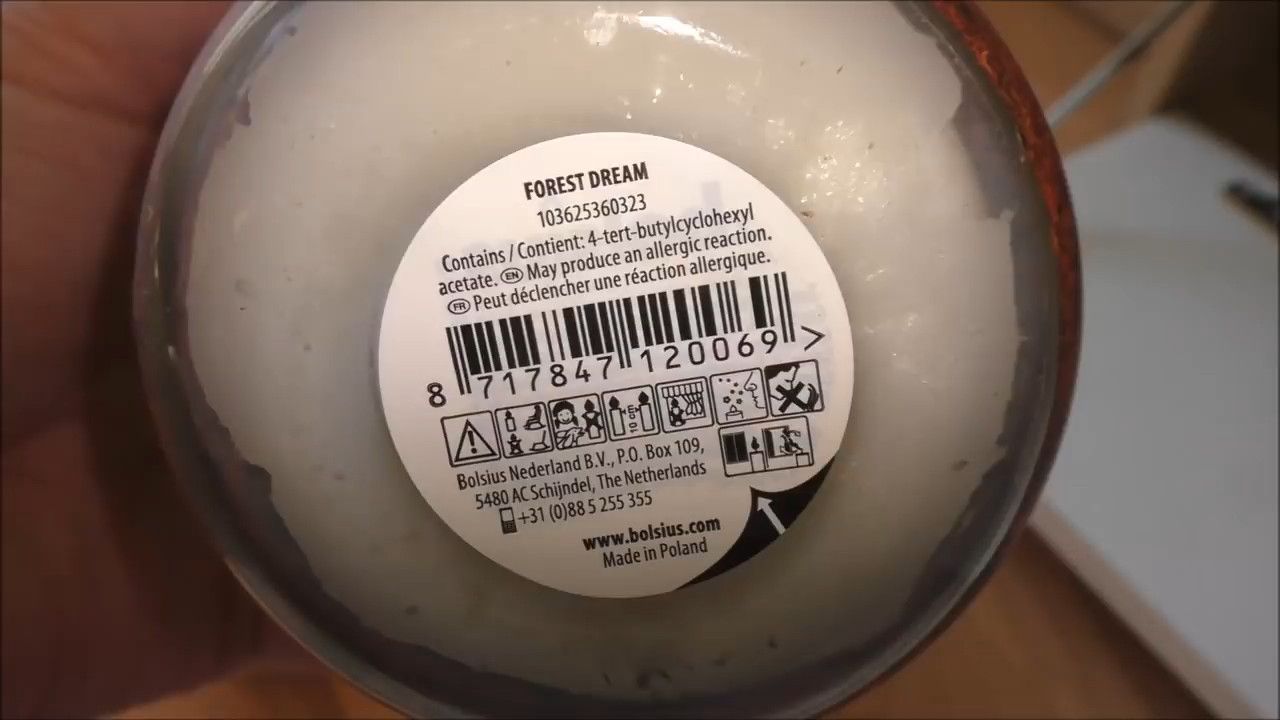 FOREST DREAM
103625360323
Contains / Contient: 4-tert-butylcyclohexyl
acetate. EN May produce an allergic reaction.
FR Peut déclencher une réaction allergique.
8 717847 120069 >
Bolsius Nederland B.V., P.O. Box 109,
5480 AC Schijndel, The Netherlands
+31 (0)88 5 255 355
www.bolsius.com
Made in Poland